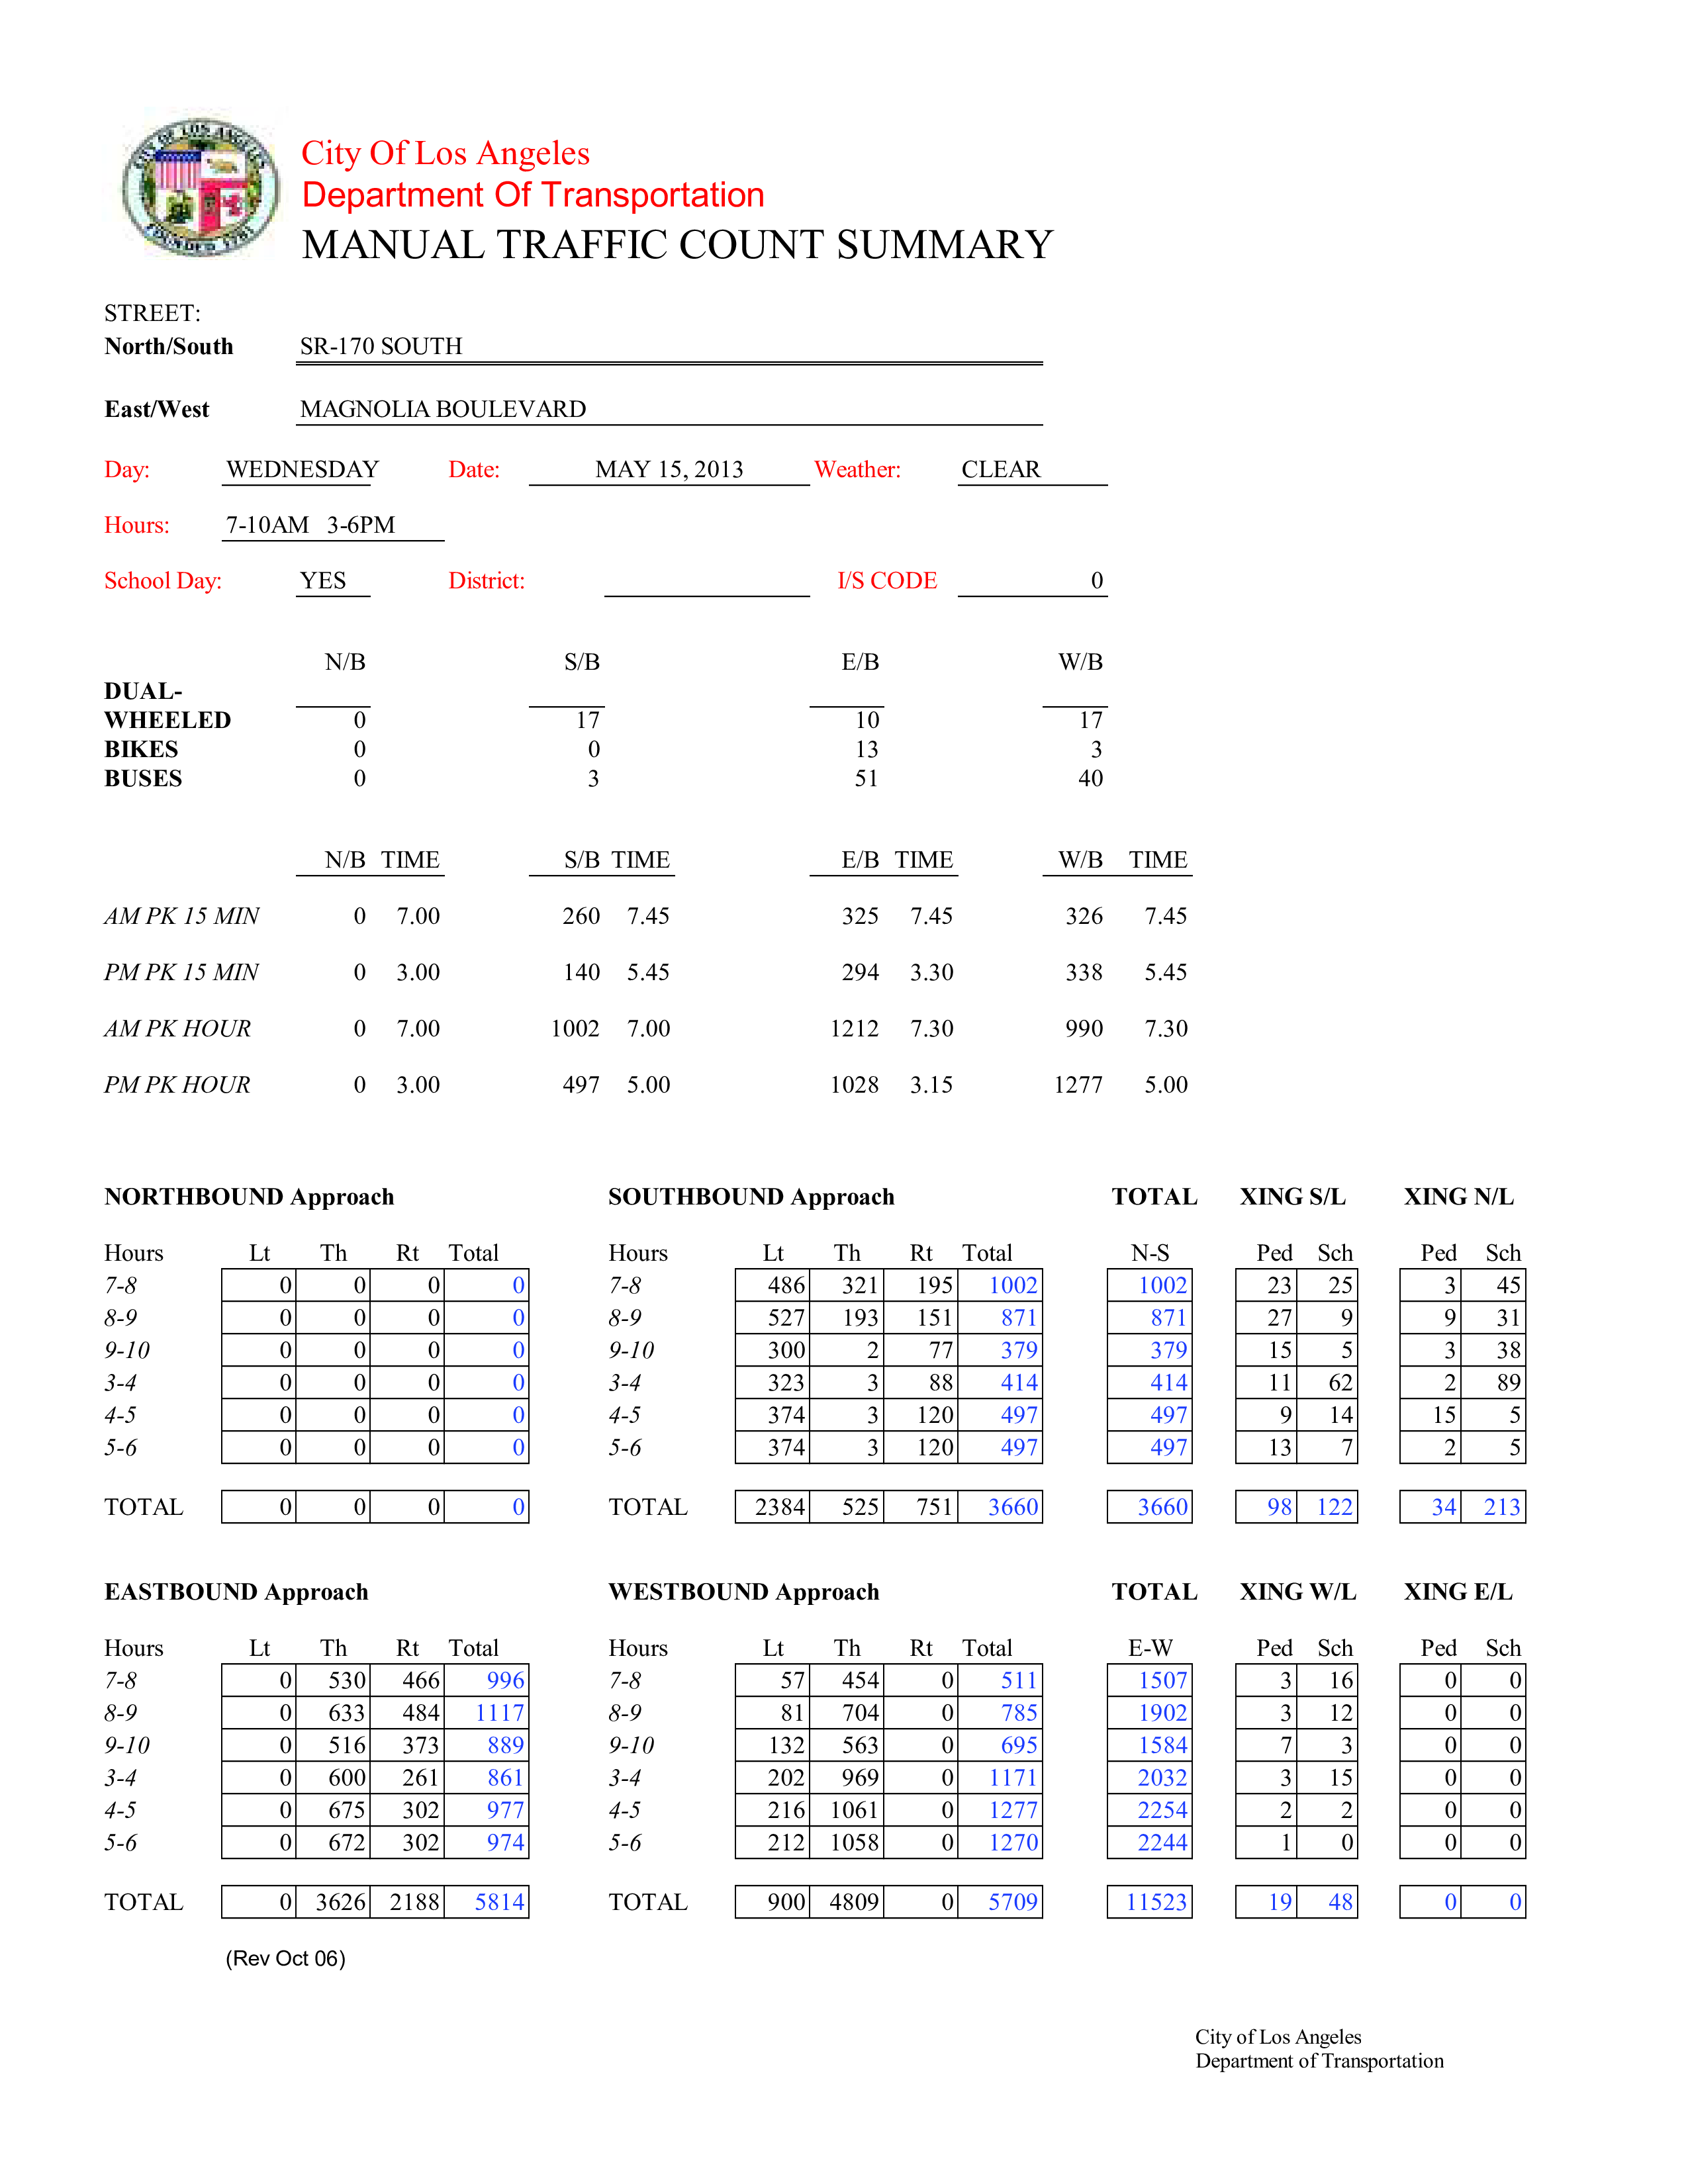 City Of Los Angeles
Department Of Transportation
MANUAL TRAFFIC COUNT SUMMARY
STREET:
North/South SR-170 SOUTH
East/West MAGNOLIA BOULEVARD
Day: WEDNESDAY Date: MAY 15, 2013 Weather: CLEAR
Hours: 7-10AM 3-6PM
School Day: YES District: I/S CODE 0
N/B S/B E/B W/B
DUAL-
WHEELED 0 17 10 17
BIKES 0 0 13 3
BUSES 0 3 51 40
N/B TIME S/B TIME E/B TIME W/B TIME
AM PK 15 MIN 0 7.00 260 7.45 325 7.45 326 7.45
PM PK 15 MIN 0 3.00 140 5.45 294 3.30 338 5.45
AM PK HOUR 0 7.00 1002 7.00 1212 7.30 990 7.30
PM PK HOUR 0 3.00 497 5.00 1028 3.15 1277 5.00
NORTHBOUND Approach SOUTHBOUND Approach TOTAL XING S/L XING N/L
Hours Lt Th Rt Total Hours Lt Th Rt Total N-S Ped Sch Ped Sch
7-8 0 0 0 0 7-8 486 321 195 1002 1002 23 25 3 45
8-9 0 0 0 0 8-9 527 193 151 871 871 27 9 9 31
9-10 0 0 0 0 9-10 300 2 77 379 379 15 5 3 38
3-4 0 0 0 0 3-4 323 3 88 414 414 11 62 2 89
4-5 0 0 0 0 4-5 374 3 120 497 497 9 14 15 5
5-6 0 0 0 0 5-6 374 3 120 497 497 13 7 2 5
TOTAL 0 0 0 0 TOTAL 2384 525 751 3660 3660 98 122 34 213
EASTBOUND Approach WESTBOUND Approach TOTAL XING W/L XING E/L
Hours Lt Th Rt Total Hours Lt Th Rt Total E-W Ped Sch Ped Sch
7-8 0 530 466 996 7-8 57 454 0 511 1507 3 16 0 0
8-9 0 633 484 1117 8-9 81 704 0 785 1902 3 12 0 0
9-10 0 516 373 889 9-10 132 563 0 695 1584 7 3 0 0
3-4 0 600 261 861 3-4 202 969 0 1171 2032 3 15 0 0
4-5 0 675 302 977 4-5 216 1061 0 1277 2254 2 2 0 0
5-6 0 672 302 974 5-6 212 1058 0 1270 2244 1 0 0 0
TOTAL 0 3626 2188 5814 TOTAL 900 4809 0 5709 11523 19 48 0 0
(Rev Oct 06)
City of Los Angeles
Department of Transportation